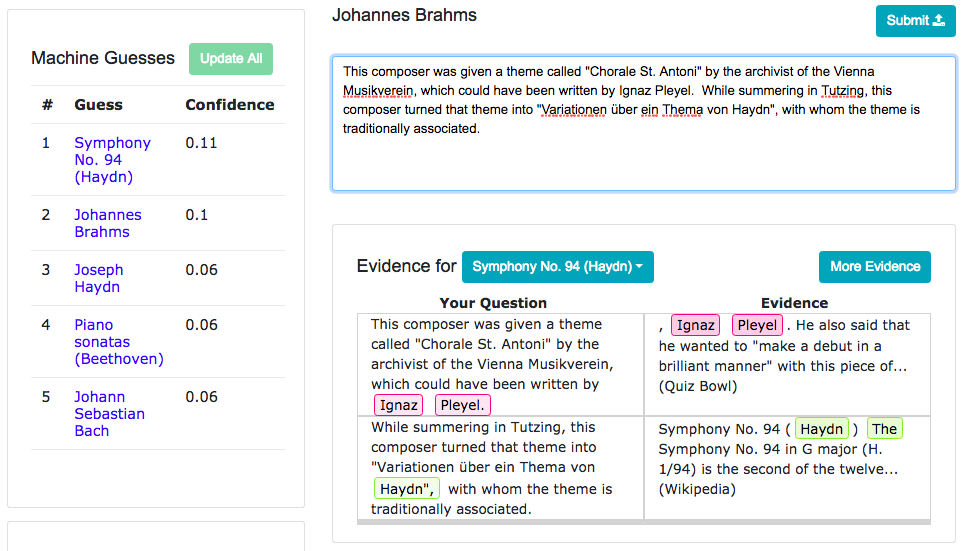 Machine Guesses Update All
# Guess Confidence
1 Symphony 0.11
No. 94
(Haydn)
2 Johannes 0.1
Brahms
3 Joseph 0.06
Haydn
4 Piano 0.06
sonatas
(Beethoven)
5 Johann 0.06
Sebastian
Bach
Johannes Brahms
Submit
This composer was given a theme called "Chorale St. Antoni" by the archivist of the Vienna
Musikverein, which could have been written by Ignaz Pleyel.  While summering in Tutzing, this
composer turned that theme into "Variationen über ein Thema von Haydn", with whom the theme is
traditionally associated.
Evidence for Symphony No. 94 (Haydn) More Evidence
Your Question
This composer was given a theme
called "Chorale St. Antoni" by the
archivist of the Vienna Musikverein,
which could have been written by
Ignaz Pleyel.
While summering in Tutzing, this
composer turned that theme into
"Variationen über ein Thema von
Haydn", with whom the theme is
traditionally associated.
Evidence
, Ignaz Pleyel . He also said that
he wanted to "make a debut in a
brilliant manner" with this piece of...
(Quiz Bowl)
Symphony No. 94 ( Haydn ) The
Symphony No. 94 in G major (H.
1/94) is the second of the twelve...
(Wikipedia)